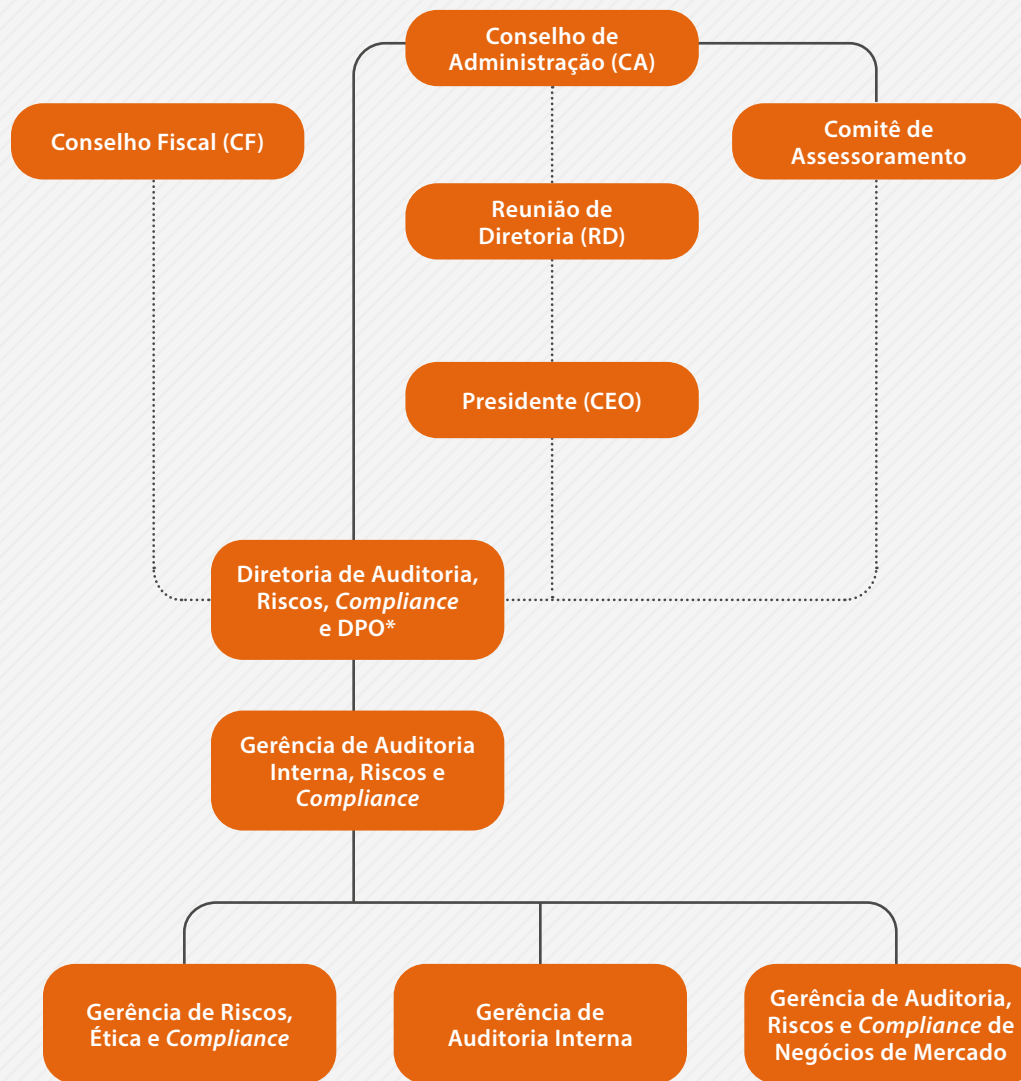 Conselho de
Administração (CA)
Conselho Fiscal (CF)
Comitê de
Assessoramento
Reunião de
Diretoria (RD)
Presidente (CEO)
Diretoria de Auditoria,
Riscos, Compliance
e DPO*
Gerência de Auditoria
Interna, Riscos e
Compliance
Gerência de Riscos,
Ética e Compliance
Gerência de
Auditoria Interna
Gerência de Auditoria,
Riscos e Compliance de
Negócios de Mercado